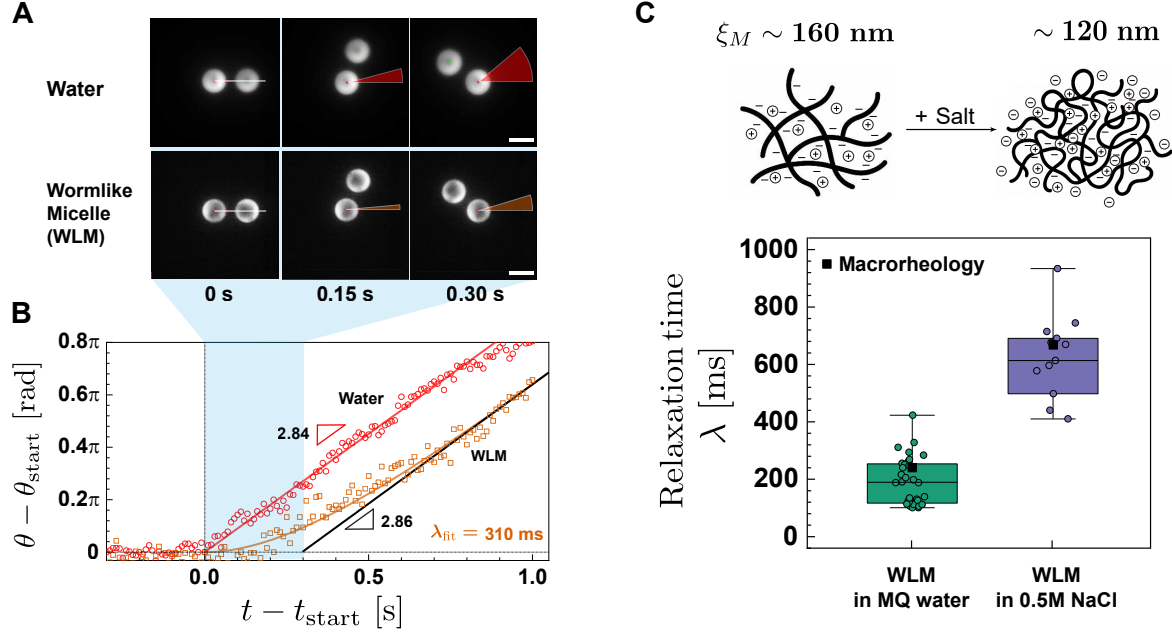 A
Water
Wormlike
Micelle
(WLM)
0 s
0.15 s
0.30 s
B
θ − θstart [rad]
0.8π
0.6π
0.4π
0.2π
0
Water
2.84
WLM
2.86
λfit = 310 ms
0.0
0.5
1.0
t − tstart [s]
C
ξM ∼ 160 nm
∼ 120 nm
+ Salt
Relaxation time
λ [ms]
1000
800
600
400
200
0
■ Macrorheology
WLM
in MQ water
WLM
in 0.5M NaCl